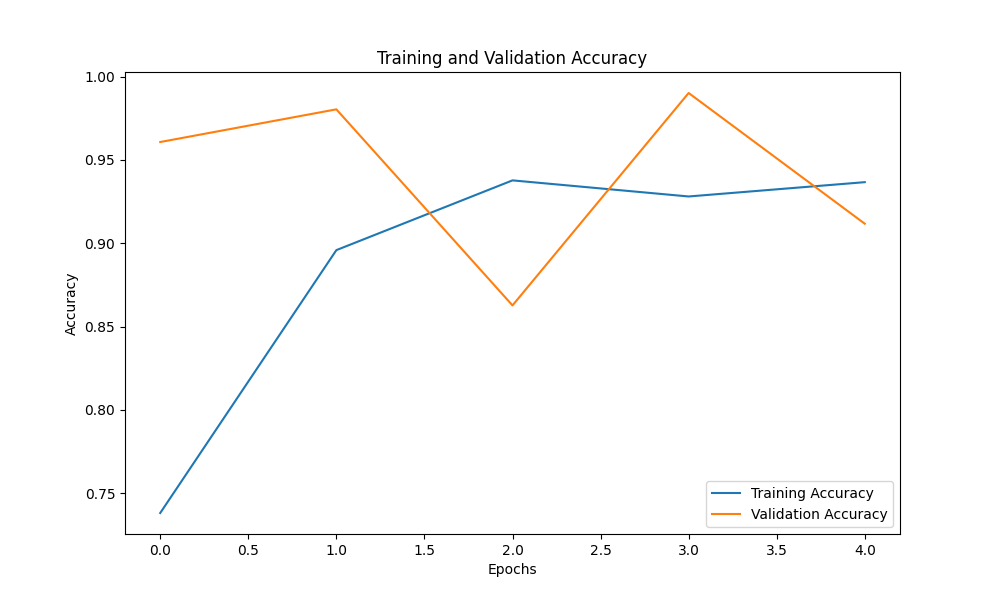 Training and Validation Accuracy
1.00
0.95
0.90
0.85
0.80
0.75
Accuracy
Training Accuracy
Validation Accuracy
0.0 0.5 1.0 1.5 2.0 2.5 3.0 3.5 4.0
Epochs